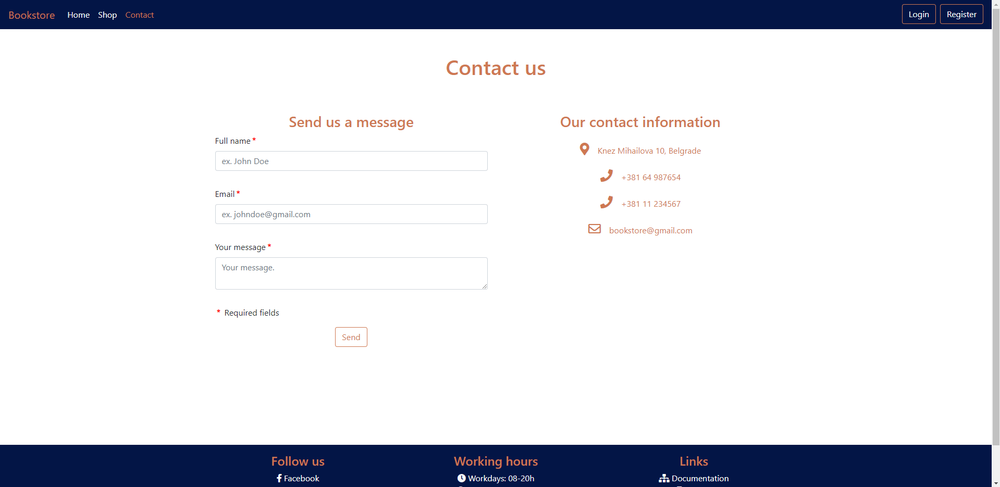 Bookstore Home Shop Contact Login Register
Contact us
Send us a message
Full name *
ex. John Doe
Email *
ex. johndoe@gmail.com
Your message *
Your message.
* Required fields
Send
Our contact information
Knez Mihailova 10, Belgrade
+381 64 987654
+381 11 234567
bookstore@gmail.com
Follow us
Facebook
Working hours
Workdays: 08-20h
Links
Documentation